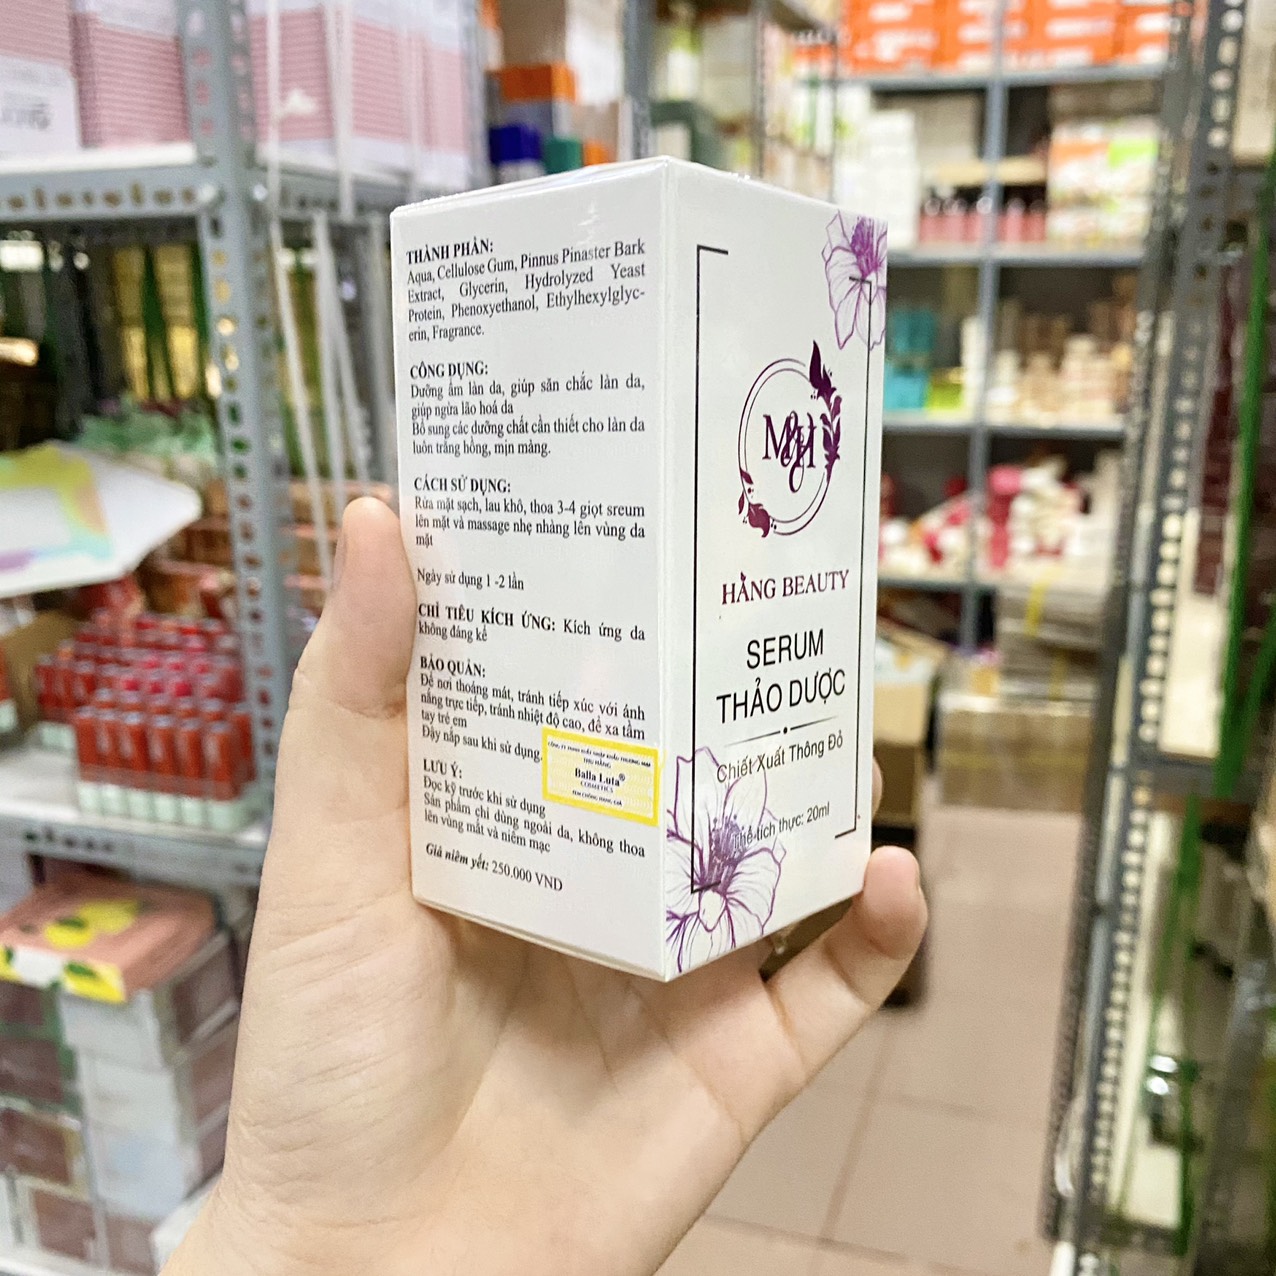 THÀNH PHẦN:
Aqua, Cellulose Gum, Pinnus Pinaster Bark
Extract, Glycerin, Hydrolyzed Yeast
Protein, Phenoxyethanol, Ethylhexylglyc-
erin, Fragrance.
CÔNG DỤNG:
Dưỡng ẩm làn da, giúp săn chắc làn da,
giúp ngừa lão hoá da
Bổ sung các dưỡng chất cần thiết cho làn da
luôn trắng hồng, mịn màng.
CÁCH SỬ DỤNG:
Rửa mặt sạch, lau khô, thoa 3-4 giọt sreum
lên mặt và massage nhẹ nhàng lên vùng da
mặt
Ngày sử dụng 1 -2 lần
CHỈ TIÊU KÍCH ỨNG: Kích ứng da
không đáng kể
BẢO QUẢN:
Để nơi thoáng mát, tránh tiếp xúc với ánh
nắng trực tiếp, tránh nhiệt độ cao, để xa tầm
tay trẻ em
Đậy nắp sau khi sử dụng.
LƯU Ý:
Đọc kỹ trước khi sử dụng
Sản phẩm chỉ dùng ngoài da, không thoa
lên vùng mắt và niêm mạc
Giá niêm yết: 250.000 VND
Balla Lula®
COSMETICS
TEM CHỐNG HÀNG GIẢ
M&H
HẰNG BEAUTY
SERUM
THẢO DƯỢC
Chiết Xuất Thông Đỏ
Thể tích thực: 20ml